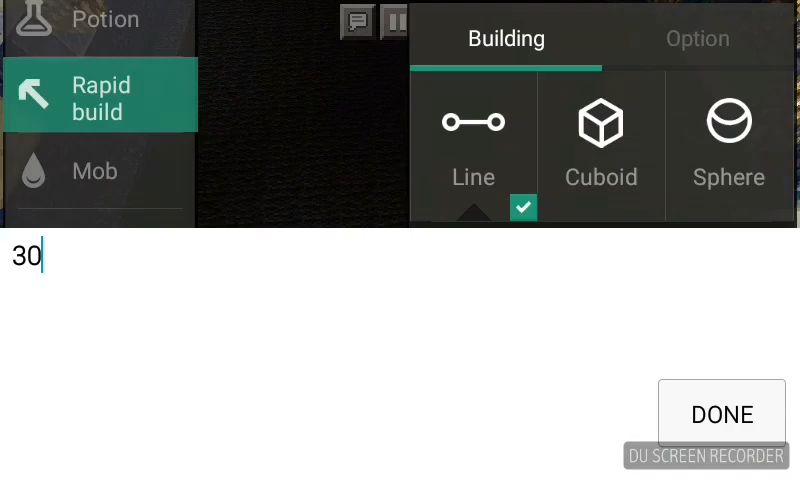 Potion
Rapid
build
Mob
Building
Option
Line
Cuboid
Sphere
30
DONE
DU SCREEN RECORDER